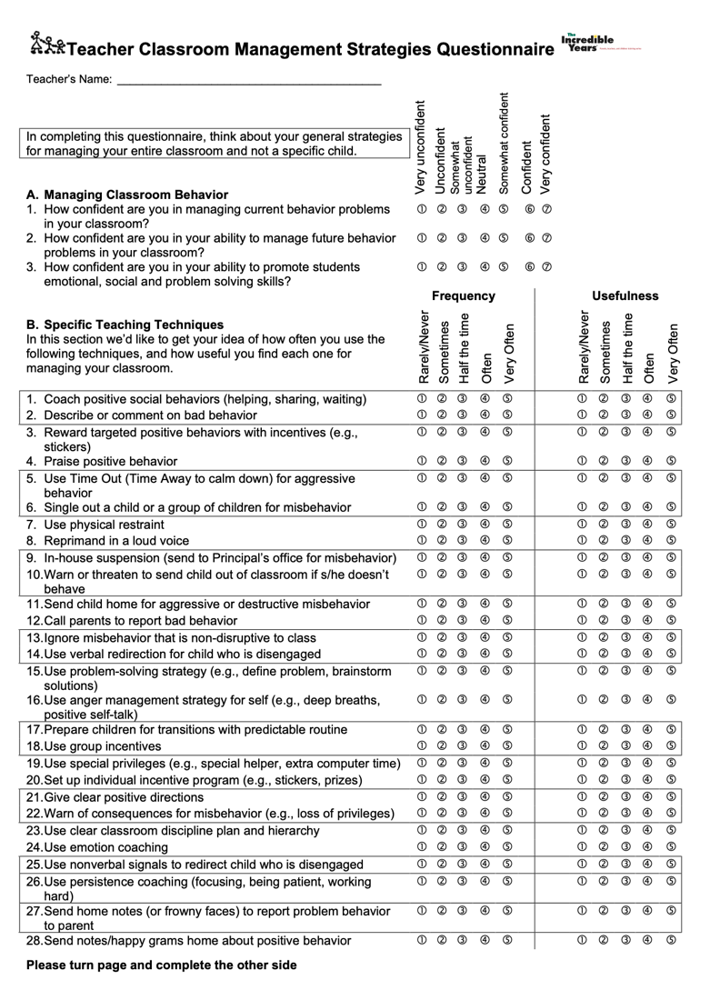 Teacher Classroom Management Strategies Questionnaire
The
Incredible
Years
Teacher's Name: ___________________________________________
In completing this questionnaire, think about your general strategies
for managing your entire classroom and not a specific child.
Very unconfident
Unconfident
Somewhat
unconfident
Neutral
Somewhat confident
Confident
Very confident
A. Managing Classroom Behavior
1. How confident are you in managing current behavior problems ① ② ③ ④ ⑤ ⑥ ⑦
in your classroom?
2. How confident are you in your ability to manage future behavior ① ② ③ ④ ⑤ ⑥ ⑦
problems in your classroom?
3. How confident are you in your ability to promote students ① ② ③ ④ ⑤ ⑥ ⑦
emotional, social and problem solving skills?
Frequency Usefulness
B. Specific Teaching Techniques
In this section we'd like to get your idea of how often you use the
following techniques, and how useful you find each one for
managing your classroom.
Rarely/Never
Sometimes
Half the time
Often
Very Often
Rarely/Never
Sometimes
Half the time
Often
Very Often
1. Coach positive social behaviors (helping, sharing, waiting) ① ② ③ ④ ⑤ ① ② ③ ④ ⑤
2. Describe or comment on bad behavior ① ② ③ ④ ⑤ ① ② ③ ④ ⑤
3. Reward targeted positive behaviors with incentives (e.g., ① ② ③ ④ ⑤ ① ② ③ ④ ⑤
stickers)
4. Praise positive behavior ① ② ③ ④ ⑤ ① ② ③ ④ ⑤
5. Use Time Out (Time Away to calm down) for aggressive ① ② ③ ④ ⑤ ① ② ③ ④ ⑤
behavior
6. Single out a child or a group of children for misbehavior ① ② ③ ④ ⑤ ① ② ③ ④ ⑤
7. Use physical restraint ① ② ③ ④ ⑤ ① ② ③ ④ ⑤
8. Reprimand in a loud voice ① ② ③ ④ ⑤ ① ② ③ ④ ⑤
9. In-house suspension (send to Principal's office for misbehavior) ① ② ③ ④ ⑤ ① ② ③ ④ ⑤
10.Warn or threaten to send child out of classroom if s/he doesn't ① ② ③ ④ ⑤ ① ② ③ ④ ⑤
behave
11.Send child home for aggressive or destructive misbehavior ① ② ③ ④ ⑤ ① ② ③ ④ ⑤
12.Call parents to report bad behavior ① ② ③ ④ ⑤ ① ② ③ ④ ⑤
13.Ignore misbehavior that is non-disruptive to class ① ② ③ ④ ⑤ ① ② ③ ④ ⑤
14.Use verbal redirection for child who is disengaged ① ② ③ ④ ⑤ ① ② ③ ④ ⑤
15.Use problem-solving strategy (e.g., define problem, brainstorm ① ② ③ ④ ⑤ ① ② ③ ④ ⑤
solutions)
16.Use anger management strategy for self (e.g., deep breaths, ① ② ③ ④ ⑤ ① ② ③ ④ ⑤
positive self-talk)
17.Prepare children for transitions with predictable routine ① ② ③ ④ ⑤ ① ② ③ ④ ⑤
18.Use group incentives ① ② ③ ④ ⑤ ① ② ③ ④ ⑤
19.Use special privileges (e.g., special helper, extra computer time) ① ② ③ ④ ⑤ ① ② ③ ④ ⑤
20.Set up individual incentive program (e.g., stickers, prizes) ① ② ③ ④ ⑤ ① ② ③ ④ ⑤
21.Give clear positive directions ① ② ③ ④ ⑤ ① ② ③ ④ ⑤
22.Warn of consequences for misbehavior (e.g., loss of privileges) ① ② ③ ④ ⑤ ① ② ③ ④ ⑤
23.Use clear classroom discipline plan and hierarchy ① ② ③ ④ ⑤ ① ② ③ ④ ⑤
24.Use emotion coaching ① ② ③ ④ ⑤ ① ② ③ ④ ⑤
25.Use nonverbal signals to redirect child who is disengaged ① ② ③ ④ ⑤ ① ② ③ ④ ⑤
26.Use persistence coaching (focusing, being patient, working ① ② ③ ④ ⑤ ① ② ③ ④ ⑤
hard)
27.Send home notes (or frowny faces) to report problem behavior ① ② ③ ④ ⑤ ① ② ③ ④ ⑤
to parent
28.Send notes/happy grams home about positive behavior ① ② ③ ④ ⑤ ① ② ③ ④ ⑤
Please turn page and complete the other side